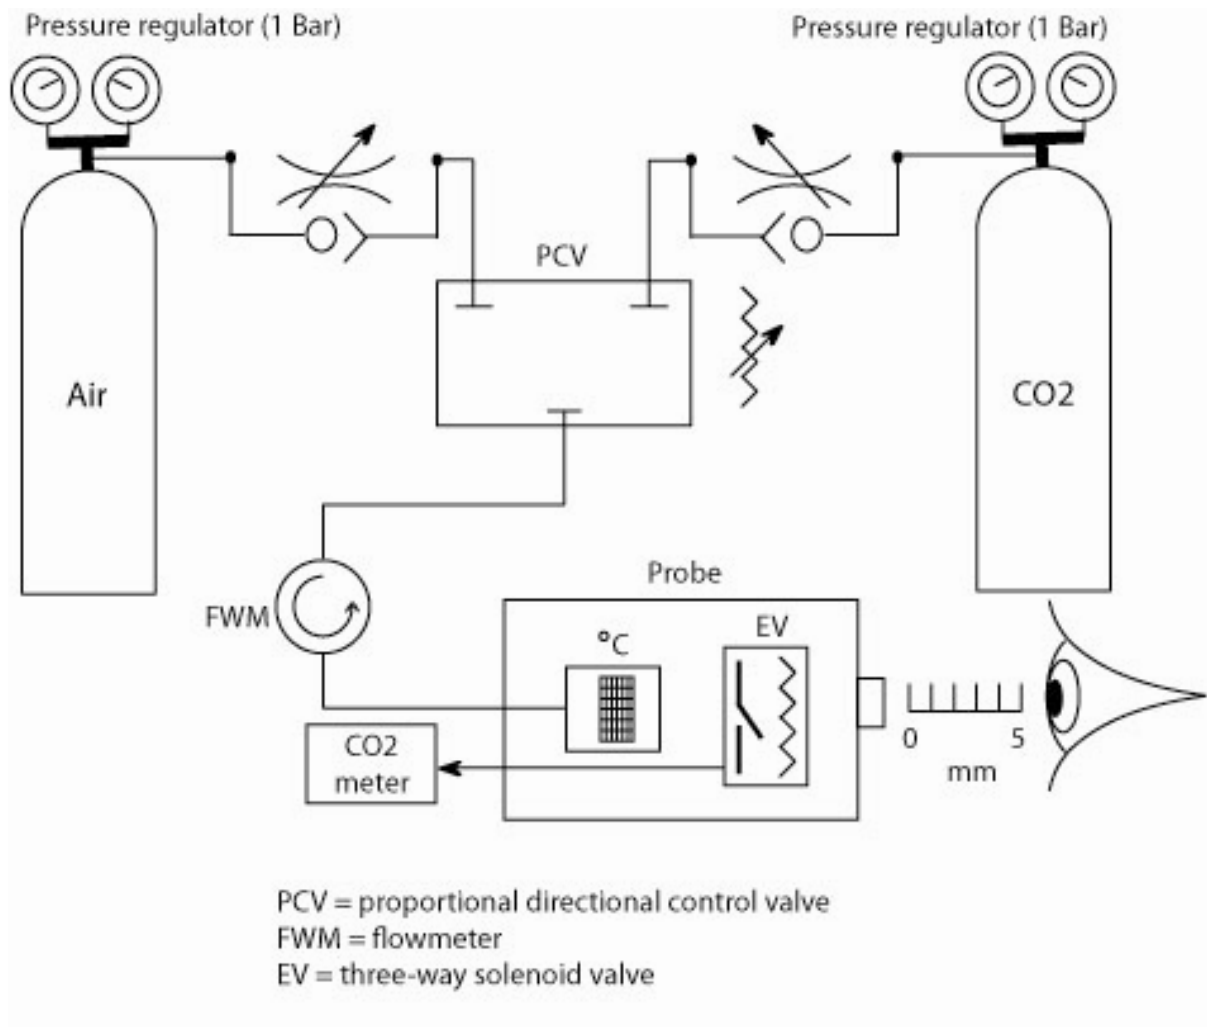 Pressure regulator (1 Bar)
Pressure regulator (1 Bar)
PCV
Air
CO2
Probe
FWM
°C
EV
CO2
meter
0
5
mm
PCV = proportional directional control valve
FWM = flowmeter
EV = three-way solenoid valve